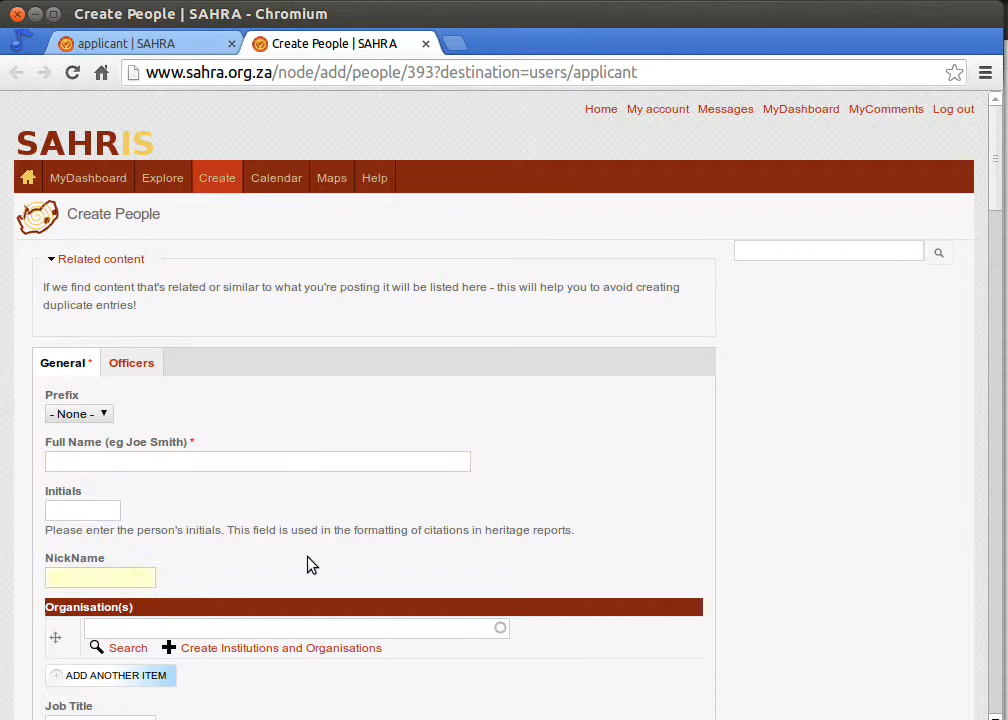 Create People | SAHRA - Chromium
applicant | SAHRA
Create People | SAHRA
www.sahra.org.za/node/add/people/393?destination=users/applicant
Home My account Messages MyDashboard MyComments Log out
SAHRIS
MyDashboard Explore Create Calendar Maps Help
Create People
Related content
If we find content that's related or similar to what you're posting it will be listed here - this will help you to avoid creating
duplicate entries!
General * Officers
Prefix
- None -
Full Name (eg Joe Smith) *
Initials
Please enter the person's initials. This field is used in the formatting of citations in heritage reports.
NickName
Organisation(s)
Search Create Institutions and Organisations
ADD ANOTHER ITEM
Job Title